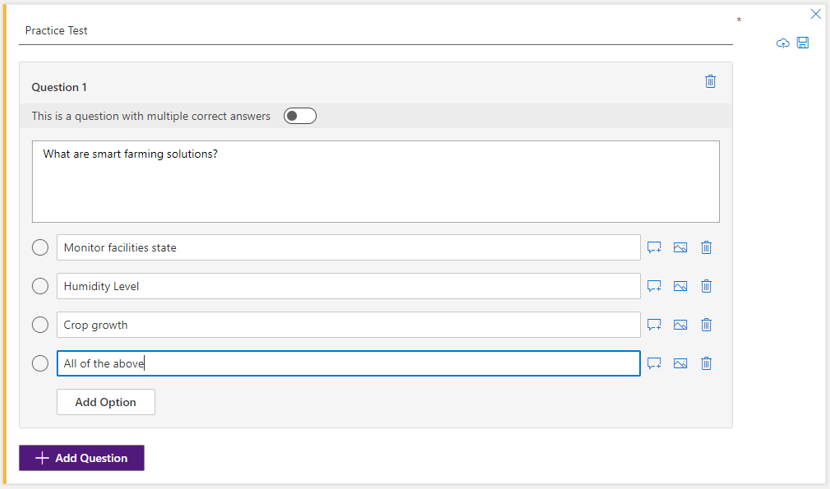 Practice Test
*
Question 1
This is a question with multiple correct answers
What are smart farming solutions?
Monitor facilities state
Humidity Level
Crop growth
All of the above
Add Option
Add Question